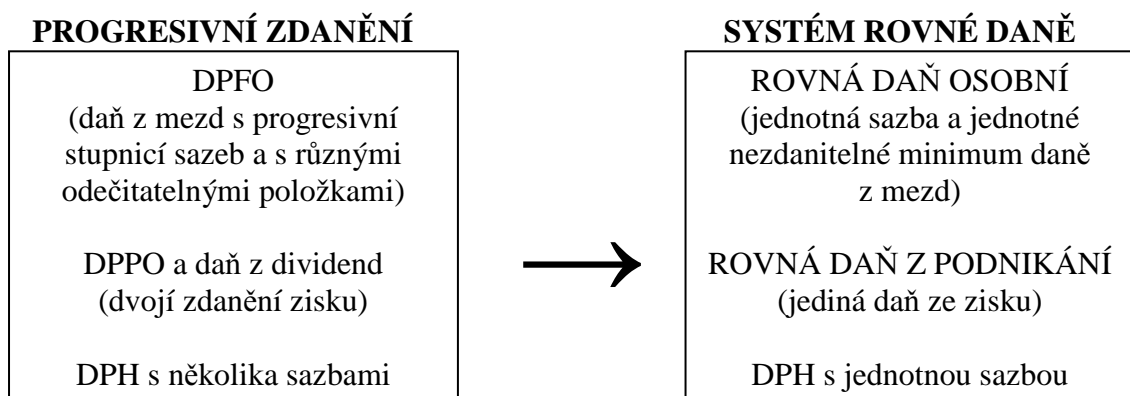 PROGRESIVNÍ ZDANĚNÍ
DPFO
(daň z mezd s progresivní
stupnicí sazeb a s různými
odečitatelnými položkami)
DPPO a daň z dividend
(dvojí zdanění zisku)
DPH s několika sazbami
SYSTÉM ROVNÉ DANĚ
ROVNÁ DAŇ OSOBNÍ
(jednotná sazba a jednotné
nezdanitelné minimum daně
z mezd)
ROVNÁ DAŇ Z PODNIKÁNÍ
(jediná daň ze zisku)
DPH s jednotnou sazbou